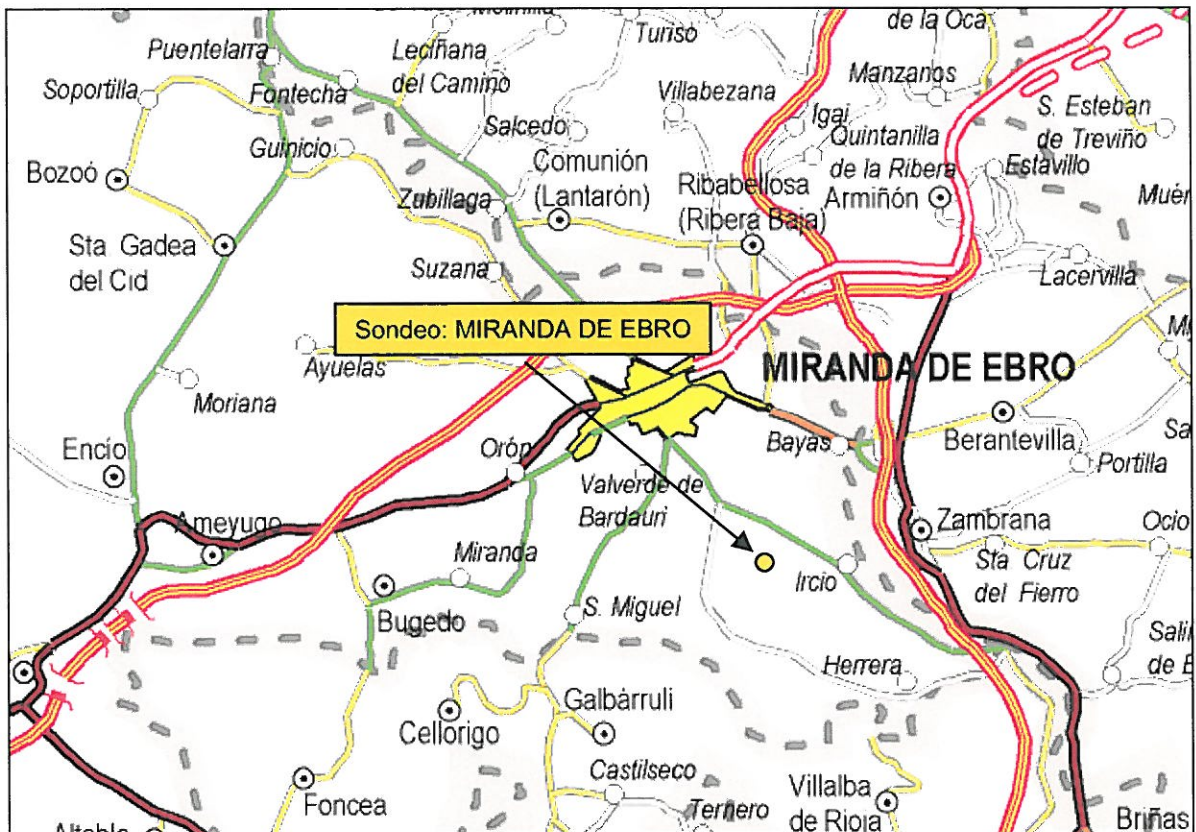 de la Oca
Turiso
Puentelarra
Leciñana
del Camino
Manzanos
Soportilla
Fontecha
Villabezana
Igai
S. Esteban
de Treviño
Salcedo
Quintanilla
de la Ribera
Guinicio
Comunión
(Lantarón)
Estavillo
Bozoó
Ribabellosa
(Ribera Baja)
Armiñón
Zubillaga
Sta Gadea
del Cid
Suzana
Lacervilla
Sondeo: MIRANDA DE EBRO
Ayuelas
MIRANDA DE EBRO
Moriana
Encío
Orón
Bayas
Berantevilla
Portilla
Valverde de
Bardauri
Ameyugo
Zambrana
Ocio
Miranda
Ircio
Sta Cruz
del Fierro
Bugedo
S. Miguel
Herrera
Galbárruli
Cellorigo
Castilseco
Villalba
de Rioja
Foncea
Ternero
Briñas